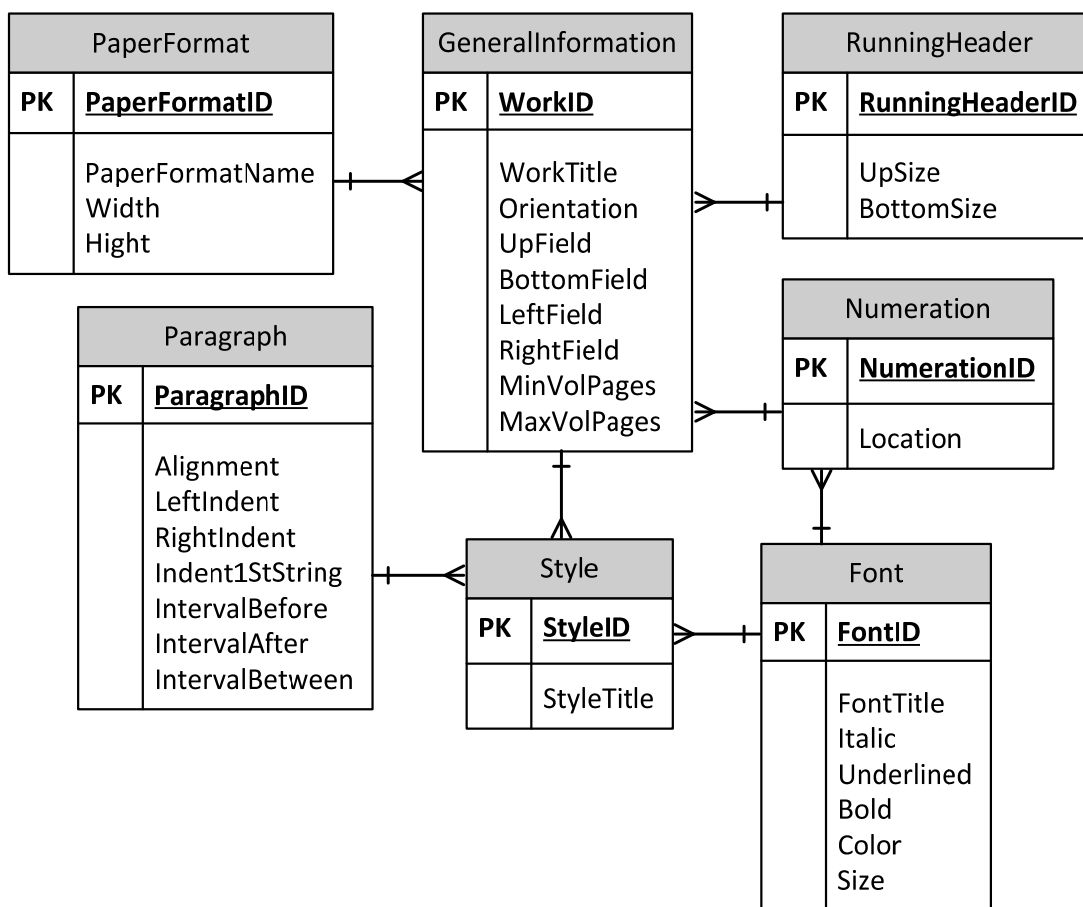 PaperFormat
PK PaperFormatID
PaperFormatName
Width
Hight
GeneralInformation
PK WorkID
WorkTitle
Orientation
UpField
BottomField
LeftField
RightField
MinVolPages
MaxVolPages
RunningHeader
PK RunningHeaderID
UpSize
BottomSize
Numeration
PK NumerationID
Location
Paragraph
PK ParagraphID
Alignment
LeftIndent
RightIndent
Indent1StString
IntervalBefore
IntervalAfter
IntervalBetween
Style
PK StyleID
StyleTitle
Font
PK FontID
FontTitle
Italic
Underlined
Bold
Color
Size